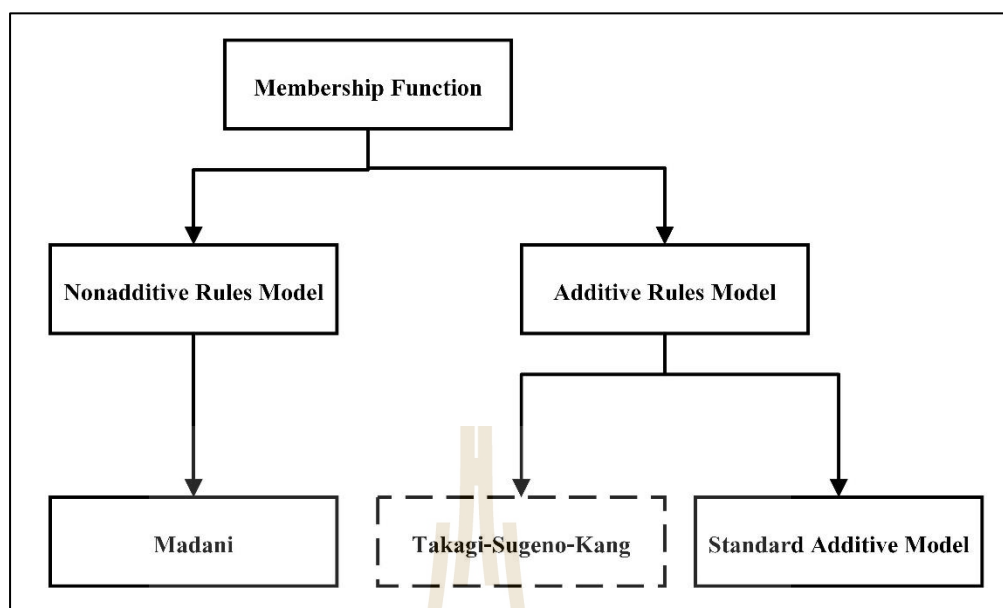 Membership Function
Nonadditive Rules Model
Additive Rules Model
Madani
Takagi-Sugeno-Kang
Standard Additive Model